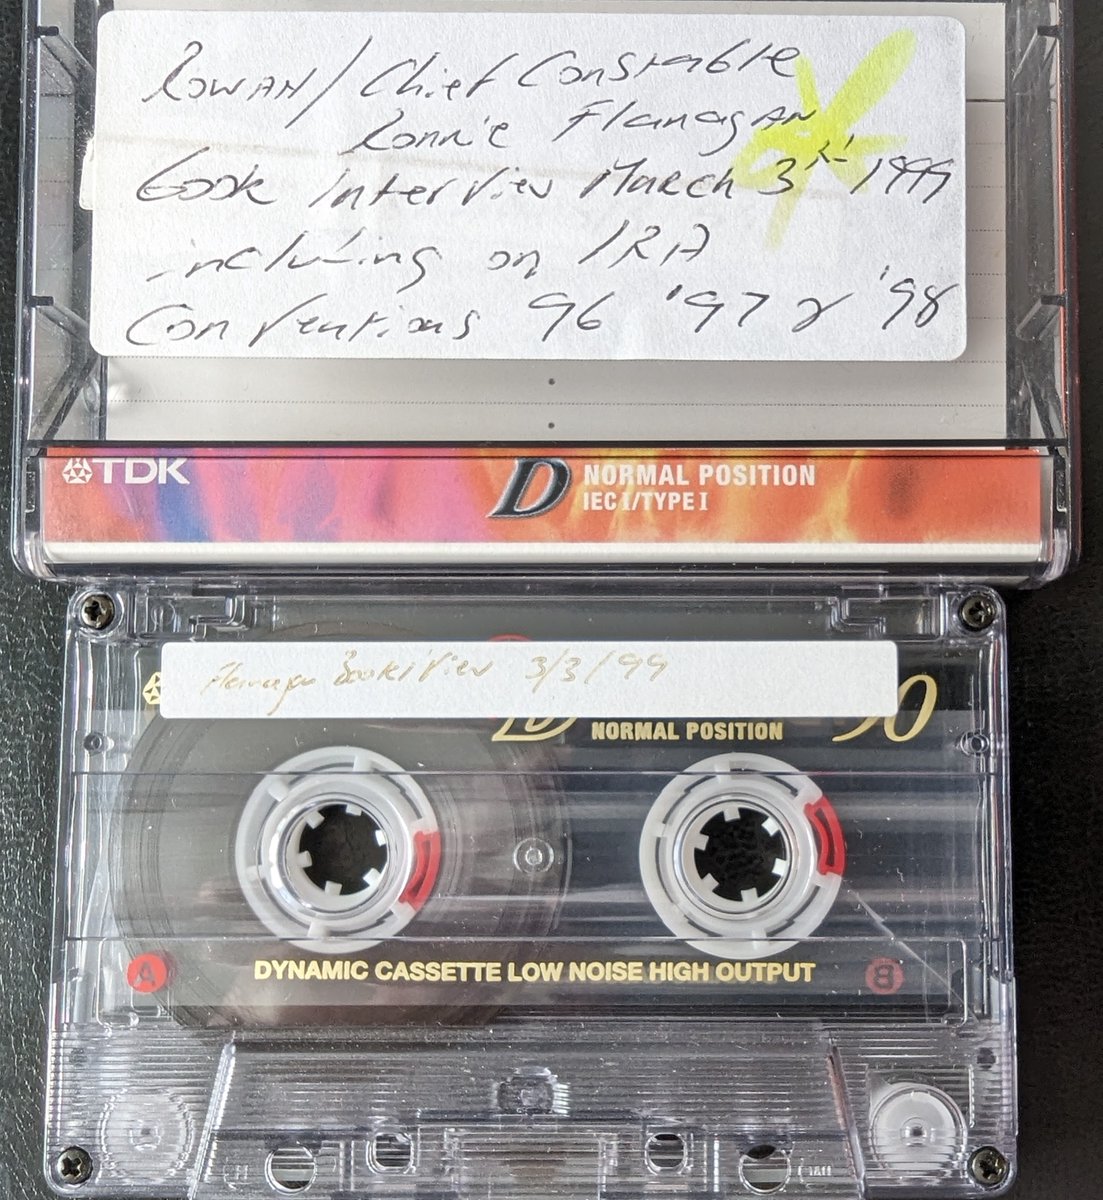 Rowan/Chief Constable
Ronnie Flanagan
Book Interview March 3rd 1999
including on IRA
Conventions 96 '97 & '98
TDK
D NORMAL POSITION
IEC I/TYPE I
Flanagan Book I/View 3/3/99
D 90
NORMAL POSITION
A DYNAMIC CASSETTE LOW NOISE HIGH OUTPUT B